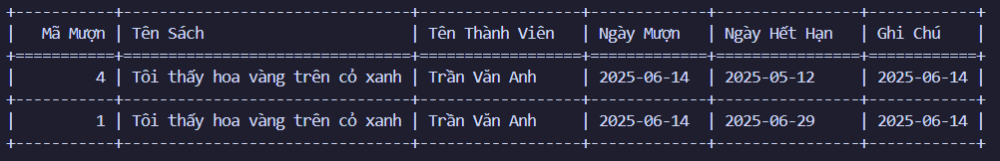 Mã Mượn | Tên Sách | Tên Thành Viên | Ngày Mượn | Ngày Hết Hạn | Ghi Chú
4 | Tôi thấy hoa vàng trên cỏ xanh | Trần Văn Anh | 2025-06-14 | 2025-05-12 | 2025-06-14
1 | Tôi thấy hoa vàng trên cỏ xanh | Trần Văn Anh | 2025-06-14 | 2025-06-29 | 2025-06-14